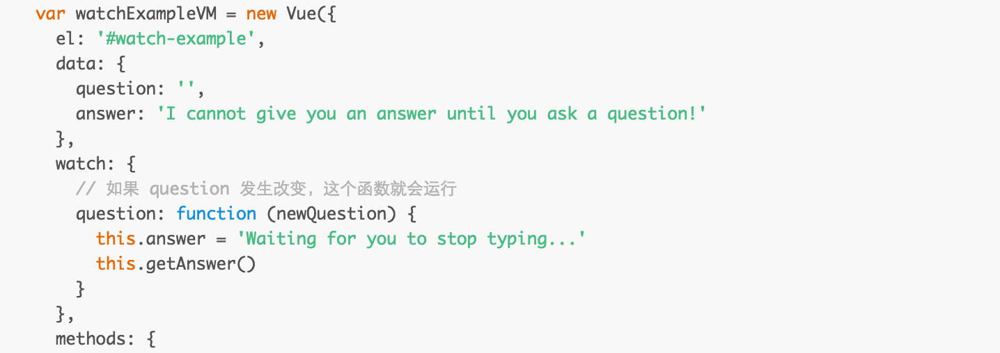 var watchExampleVM = new Vue({
  el: '#watch-example',
  data: {
    question: '',
    answer: 'I cannot give you an answer until you ask a question!'
  },
  watch: {
    // 如果 question 发生改变，这个函数就会运行
    question: function (newQuestion) {
      this.answer = 'Waiting for you to stop typing...'
      this.getAnswer()
    }
  },
  methods: {